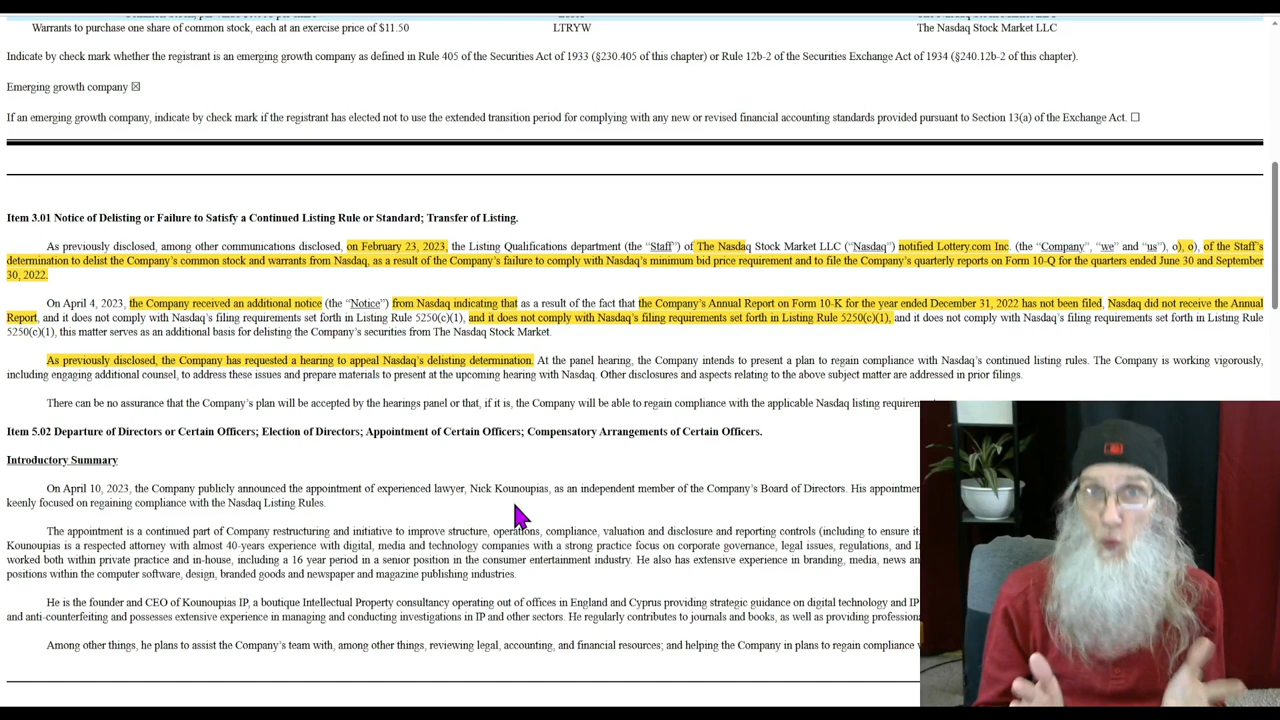 Warrants to purchase one share of common stock, each at an exercise price of $11.50 LTRYW The Nasdaq Stock Market LLC
Indicate by check mark whether the registrant is an emerging growth company as defined in Rule 405 of the Securities Act of 1933 (§230.405 of this chapter) or Rule 12b-2 of the Securities Exchange Act of 1934 (§240.12b-2 of this chapter).
Emerging growth company ☒
If an emerging growth company, indicate by check mark if the registrant has elected not to use the extended transition period for complying with any new or revised financial accounting standards provided pursuant to Section 13(a) of the Exchange Act. ☐
Item 3.01 Notice of Delisting or Failure to Satisfy a Continued Listing Rule or Standard; Transfer of Listing.
As previously disclosed, among other communications disclosed, on February 23, 2023, the Listing Qualifications department (the “Staff”) of The Nasdaq Stock Market LLC (“Nasdaq”) notified Lottery.com Inc. (the “Company”, “we” and “us”), o), o), of the Staff’s
determination to delist the Company’s common stock and warrants from Nasdaq, as a result of the Company’s failure to comply with Nasdaq’s minimum bid price requirement and to file the Company’s quarterly reports on Form 10-Q for the quarters ended June 30 and September
30, 2022.
On April 4, 2023, the Company received an additional notice (the “Notice”) from Nasdaq indicating that as a result of the fact that the Company’s Annual Report on Form 10-K for the year ended December 31, 2022 has not been filed, Nasdaq did not receive the Annual
Report, and it does not comply with Nasdaq’s filing requirements set forth in Listing Rule 5250(c)(1), and it does not comply with Nasdaq’s filing requirements set forth in Listing Rule 5250(c)(1), and it does not comply with Nasdaq’s filing requirements set forth in Listing Rule
5250(c)(1), this matter serves as an additional basis for delisting the Company’s securities from The Nasdaq Stock Market.
As previously disclosed, the Company has requested a hearing to appeal Nasdaq’s delisting determination. At the panel hearing, the Company intends to present a plan to regain compliance with Nasdaq’s continued listing rules. The Company is working vigorously,
including engaging additional counsel, to address these issues and prepare materials to present at the upcoming hearing with Nasdaq. Other disclosures and aspects relating to the above subject matter are addressed in prior filings.
There can be no assurance that the Company’s plan will be accepted by the hearings panel or that, if it is, the Company will be able to regain compliance with the applicable Nasdaq listing
Item 5.02 Departure of Directors or Certain Officers; Election of Directors; Appointment of Certain Officers; Compensatory Arrangements of Certain Officers.
Introductory Summary
On April 10, 2023, the Company publicly announced the appointment of experienced lawyer, Nick Kounoupias, as an independent member of the Company’s Board of Directors. His
keenly focused on regaining compliance with the Nasdaq Listing Rules.
The appointment is a continued part of Company restructuring and initiative to improve structure, operations, compliance, valuation and disclosure and reporting controls (including to ensure
Kounoupias is a respected attorney with almost 40-years experience with digital, media and technology companies with a strong practice focus on corporate governance, legal issues, regulations, and
worked both within private practice and in-house, including a 16 year period in a senior position in the consumer entertainment industry. He also has extensive experience in branding, media, news
positions within the computer software, design, branded goods and newspaper and magazine publishing industries.
He is the founder and CEO of Kounoupias IP, a boutique Intellectual Property consultancy operating out of offices in England and Cyprus providing strategic guidance on digital technology and IP
and anti-counterfeiting and possesses extensive experience in managing and conducting investigations in IP and other sectors. He regularly contributes to journals and books, as well as providing
Among other things, he plans to assist the Company’s team with, among other things, reviewing legal, accounting, and financial resources; and helping the Company in plans to regain compliance